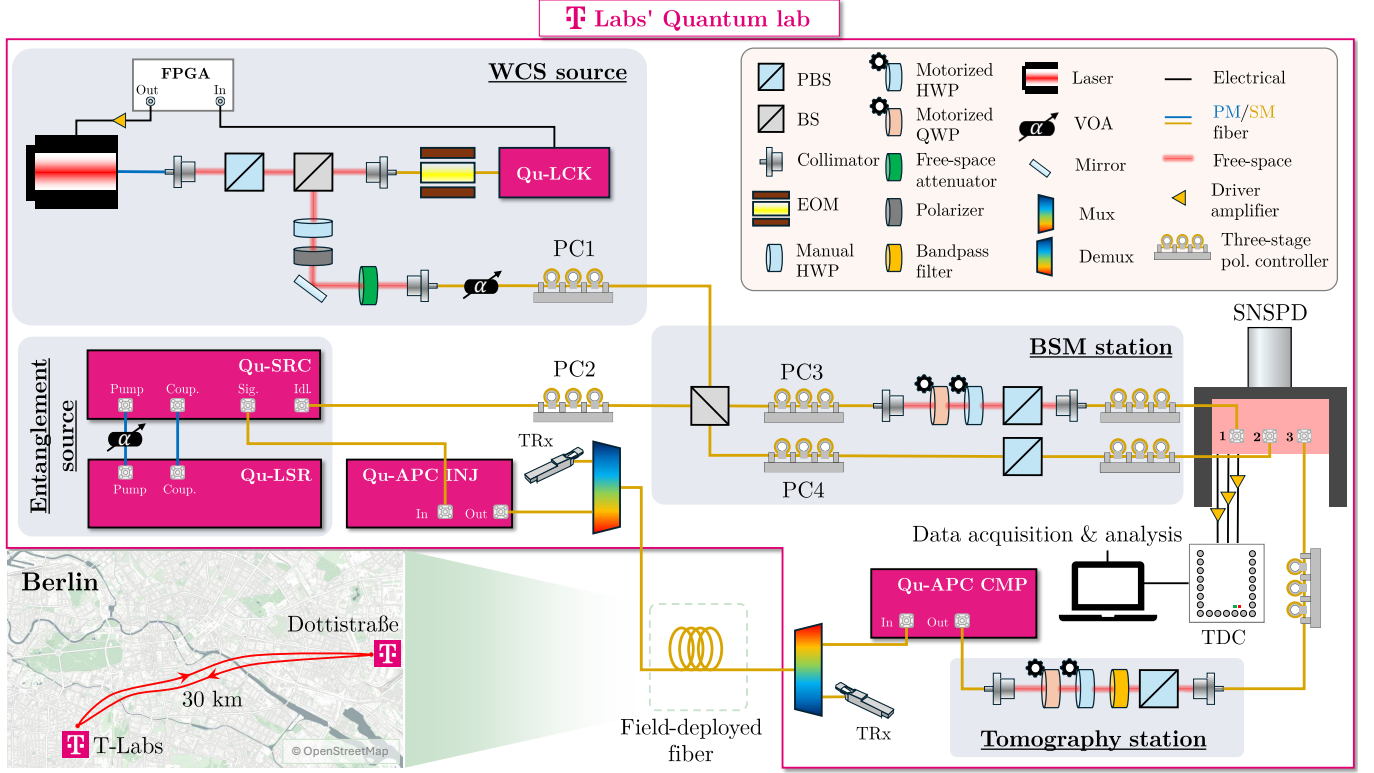 T Labs' Quantum lab
WCS source
FPGA
Out
In
Qu-LCK
α
PC1
PBS
BS
Collimator
EOM
Manual
HWP
Motorized
HWP
Motorized
QWP
Free-space
attenuator
Polarizer
Bandpass
filter
Laser
α
VOA
Mirror
Mux
Demux
Electrical
PM/SM
fiber
Free-space
Driver
amplifier
Three-stage
pol. controller
Entanglement
source
Qu-SRC
Pump
Coup.
Sig.
Idl.
α
Qu-LSR
Pump
Coup.
PC2
TRx
Qu-APC INJ
In
Out
BSM station
PC3
PC4
SNSPD
1
2
3
Data acquisition & analysis
TDC
Qu-APC CMP
In
Out
Berlin
Dottistraße
T
30 km
T
T-Labs
© OpenStreetMap
Field-deployed
fiber
TRx
Tomography station